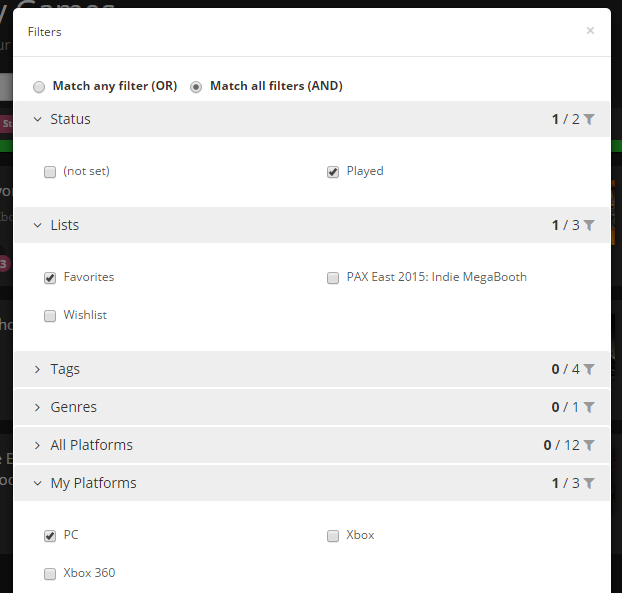 y Games
Filters ×
Match any filter (OR) Match all filters (AND)
Status 1 / 2
(not set) Played
Lists 1 / 3
Favorites PAX East 2015: Indie MegaBooth
Wishlist
Tags 0 / 4
Genres 0 / 1
All Platforms 0 / 12
My Platforms 1 / 3
PC Xbox
Xbox 360